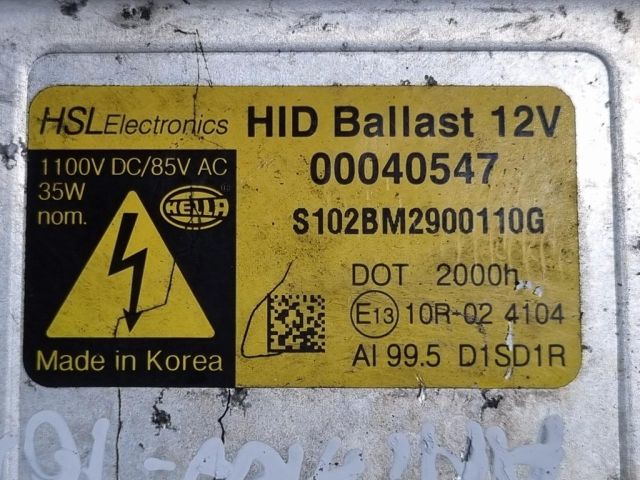 HSLElectronics HID Ballast 12V
1100V DC/85V AC
35W
nom.
HELLA
Made in Korea
00040547
S102BM2900110G
DOT 2000h
E13 10R-02 4104
AI 99.5 D1SD1R